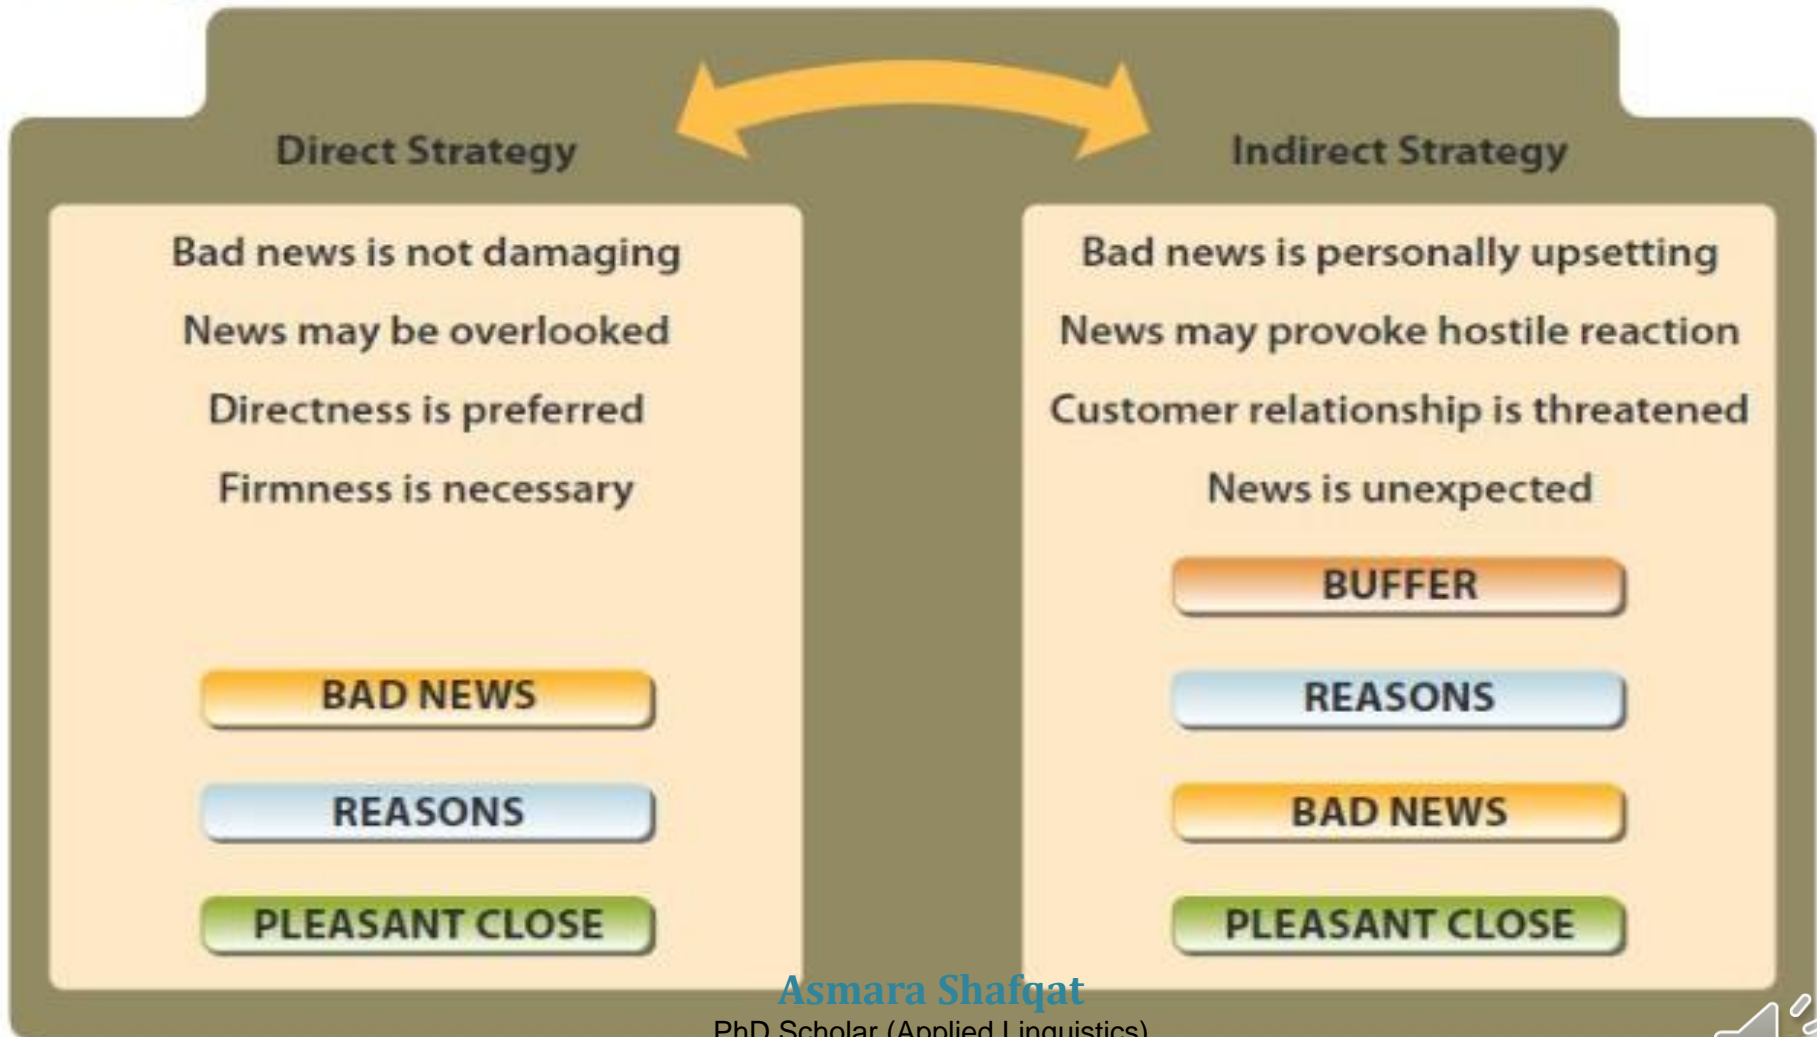 Direct Strategy
Bad news is not damaging
News may be overlooked
Directness is preferred
Firmness is necessary
BAD NEWS
REASONS
PLEASANT CLOSE
Indirect Strategy
Bad news is personally upsetting
News may provoke hostile reaction
Customer relationship is threatened
News is unexpected
BUFFER
REASONS
BAD NEWS
PLEASANT CLOSE
Asmara Shafqat
PhD Scholar (Applied Linguistics)